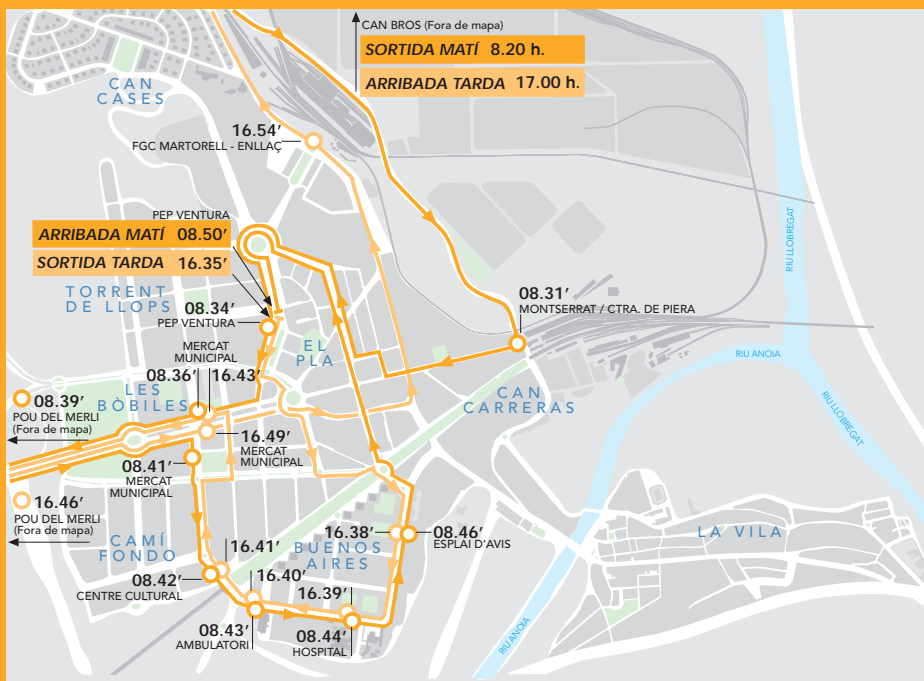 CAN BROS (Fora de mapa)
SORTIDA MATÍ 8.20 h.
ARRIBADA TARDA 17.00 h.
CAN
CASES
16.54'
FGC MARTORELL - ENLLAÇ
PEP VENTURA
ARRIBADA MATÍ 08.50'
SORTIDA TARDA 16.35'
TORRENT
DE LLOPS
08.34'
PEP VENTURA
EL
PLA
08.31'
MONTSERRAT / CTRA. DE PIERA
RIU LLOBREGAT
RIU ANOIA
RIU LLOBREGAT
MERCAT
MUNICIPAL
08.36' 16.43'
LES
BÒBILES
CAN
CARRERAS
08.39'
POU DEL MERLI
(Fora de mapa)
16.49'
MERCAT
MUNICIPAL
08.41'
MERCAT
MUNICIPAL
16.46'
POU DEL MERLI
(Fora de mapa)
CAMÍ
FONDO
16.41'
BUENOS
AIRES
16.38'
08.46'
ESPLAI D'AVIS
LA VILA
08.42'
CENTRE CULTURAL
16.40'
16.39'
08.43'
AMBULATORI
08.44'
HOSPITAL
RIU ANOIA